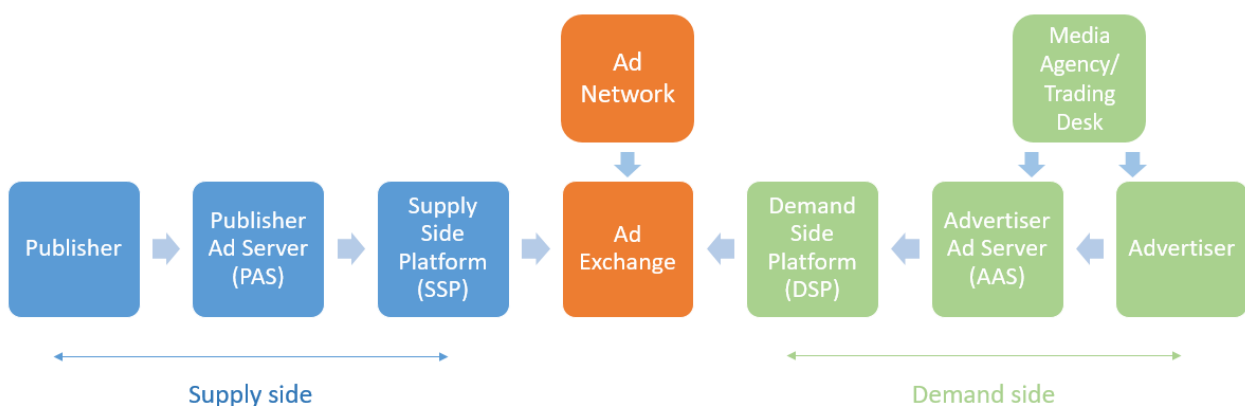 Ad
Network
Media
Agency/
Trading
Desk
Publisher
Publisher
Ad Server
(PAS)
Supply
Side
Platform
(SSP)
Ad
Exchange
Demand
Side
Platform
(DSP)
Advertiser
Ad Server
(AAS)
Advertiser
Supply side
Demand side